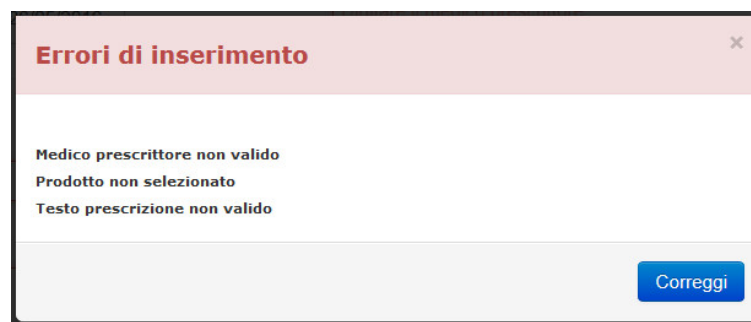 Errori di inserimento
×
Medico prescrittore non valido
Prodotto non selezionato
Testo prescrizione non valido
Correggi